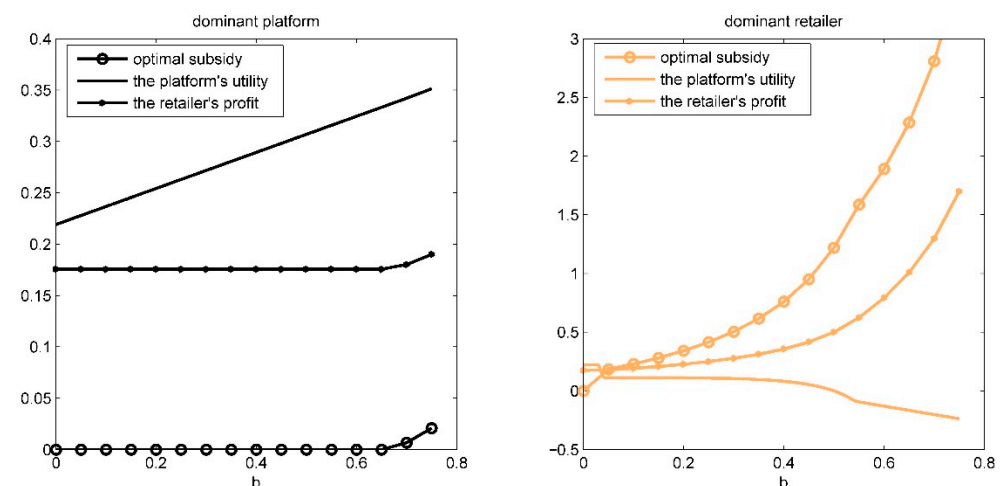 dominant platform
0.4
0.35
0.3
0.25
0.2
0.15
0.1
0.05
0
optimal subsidy
the platform's utility
the retailer's profit
0 0.2 0.4 0.6 0.8
b
dominant retailer
3
2.5
2
1.5
1
0.5
0
−0.5
optimal subsidy
the platform's utility
the retailer's profit
0 0.2 0.4 0.6 0.8
b